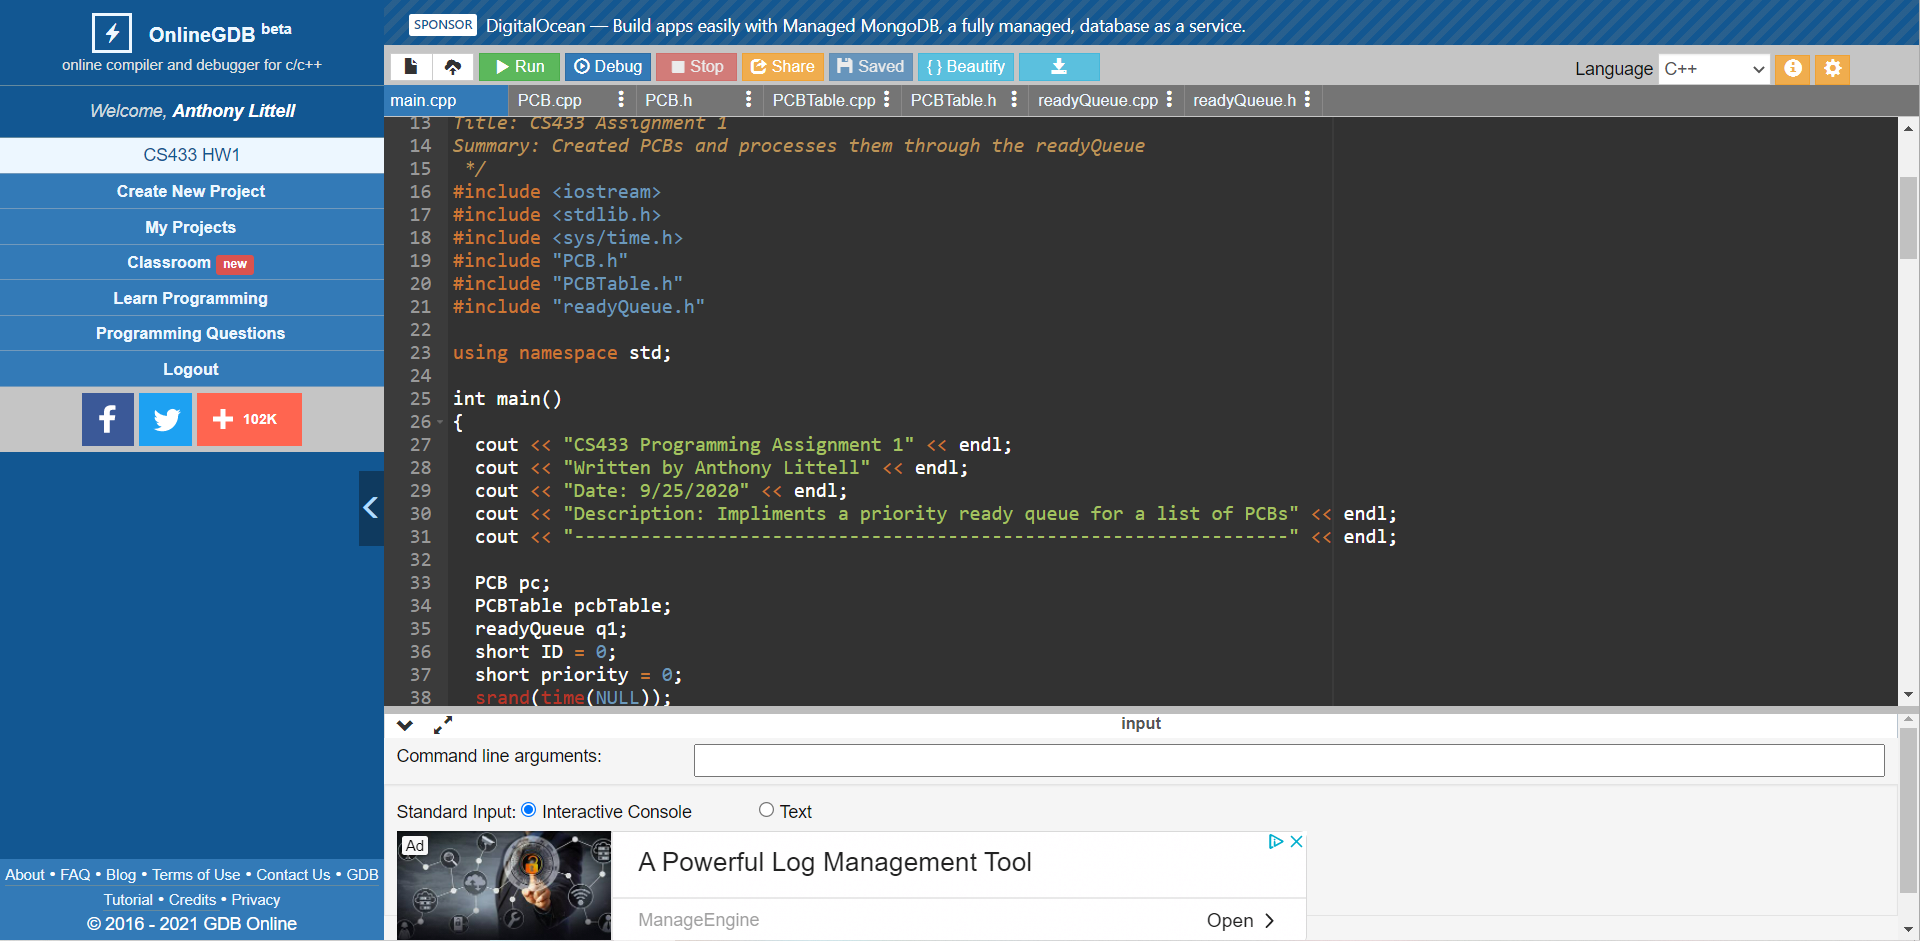 OnlineGDB beta
online compiler and debugger for c/c++
Welcome, Anthony Littell
CS433 HW1
Create New Project
My Projects
Classroom new
Learn Programming
Programming Questions
Logout
102K
About • FAQ • Blog • Terms of Use • Contact Us • GDB
Tutorial • Credits • Privacy
© 2016 - 2021 GDB Online
SPONSOR DigitalOcean — Build apps easily with Managed MongoDB, a fully managed, database as a service.
Run Debug Stop Share Saved { } Beautify Language C++
main.cpp PCB.cpp PCB.h PCBTable.cpp PCBTable.h readyQueue.cpp readyQueue.h
13 Title: CS433 Assignment 1
14 Summary: Created PCBs and processes them through the readyQueue
15 */
16 #include <iostream>
17 #include <stdlib.h>
18 #include <sys/time.h>
19 #include "PCB.h"
20 #include "PCBTable.h"
21 #include "readyQueue.h"
22
23 using namespace std;
24
25 int main()
26 {
27 cout << "CS433 Programming Assignment 1" << endl;
28 cout << "Written by Anthony Littell" << endl;
29 cout << "Date: 9/25/2020" << endl;
30 cout << "Description: Impliments a priority ready queue for a list of PCBs" << endl;
31 cout << "-----------------------------------------------------------------" << endl;
32
33 PCB pc;
34 PCBTable pcbTable;
35 readyQueue q1;
36 short ID = 0;
37 short priority = 0;
38 srand(time(NULL));
input
Command line arguments:
Standard Input: Interactive Console Text
Ad
A Powerful Log Management Tool
ManageEngine Open